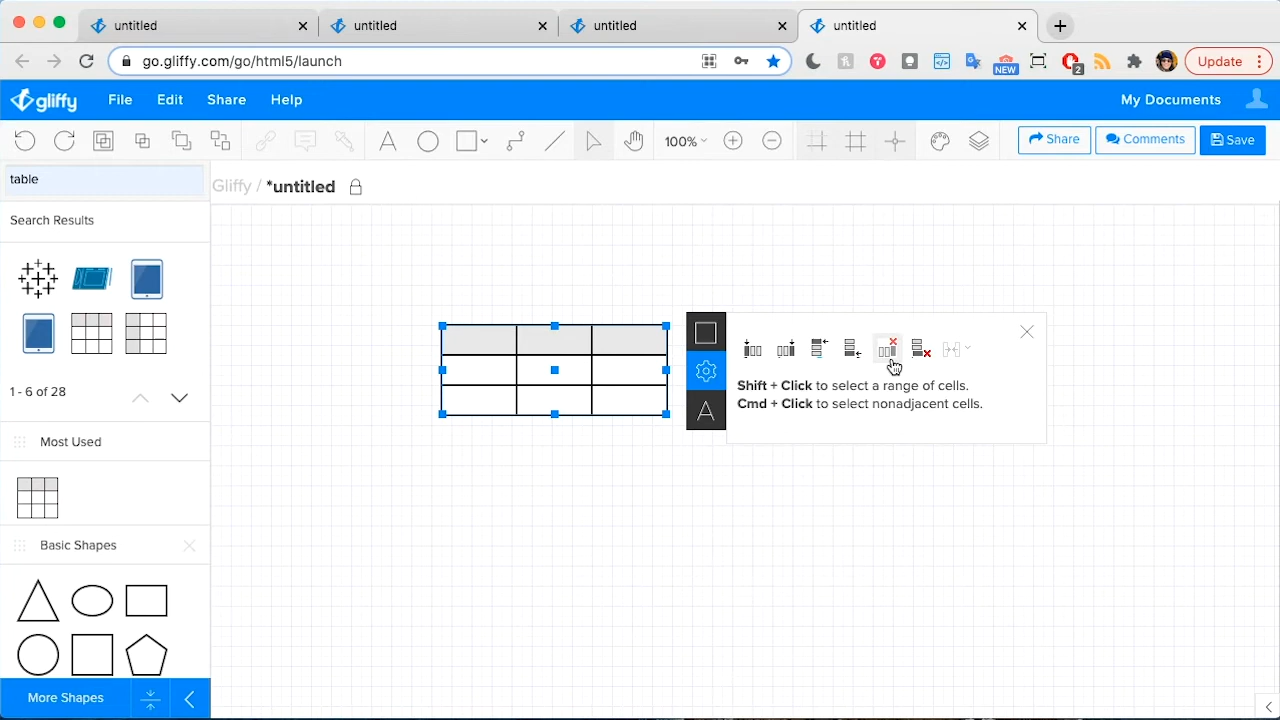 untitled
untitled
untitled
untitled
go.gliffy.com/go/html5/launch
NEW
2
Update
gliffy
File
Edit
Share
Help
My Documents
100%
Share
Comments
Save
table
Gliffy / *untitled
Search Results
1 - 6 of 28
Shift + Click to select a range of cells.
Cmd + Click to select nonadjacent cells.
Most Used
Basic Shapes
More Shapes